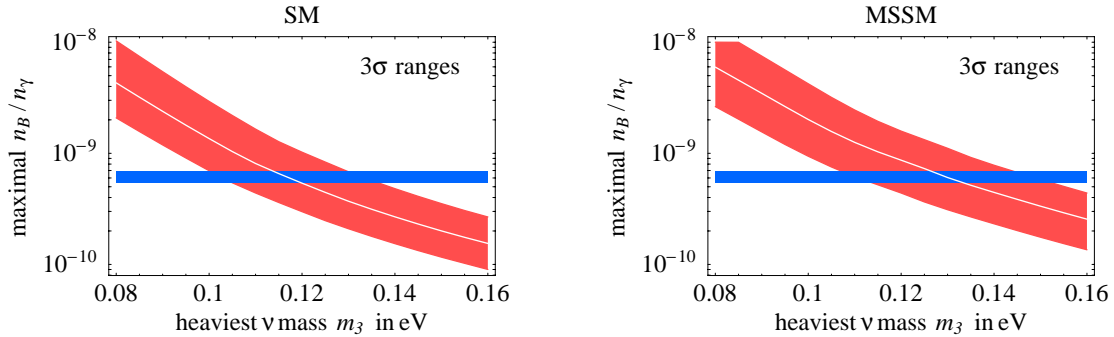 SM
maximal n_B / n_γ
10⁻⁸
10⁻⁹
10⁻¹⁰
3σ ranges
0.08 0.1 0.12 0.14 0.16
heaviest ν mass m₃ in eV
MSSM
maximal n_B / n_γ
10⁻⁸
10⁻⁹
10⁻¹⁰
3σ ranges
0.08 0.1 0.12 0.14 0.16
heaviest ν mass m₃ in eV